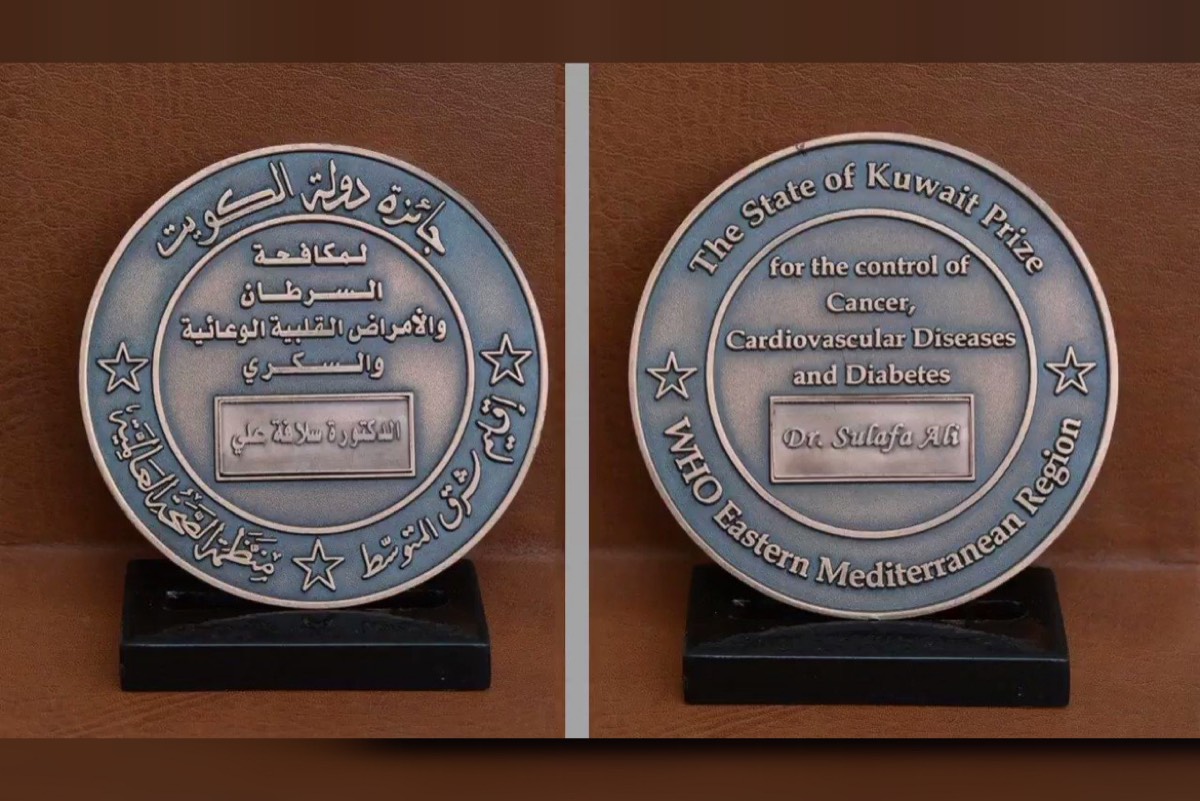 جائزة دولة الكويت
لمكافحة
السرطان
والأمراض القلبية الوعائية
والسكري
الدكتورة سلافة علي
منظمة الصحة العالمية
إقليم شرق المتوسط
The State of Kuwait Prize
for the control of
Cancer,
Cardiovascular Diseases
and Diabetes
Dr. Sulafa Ali
WHO Eastern Mediterranean Region